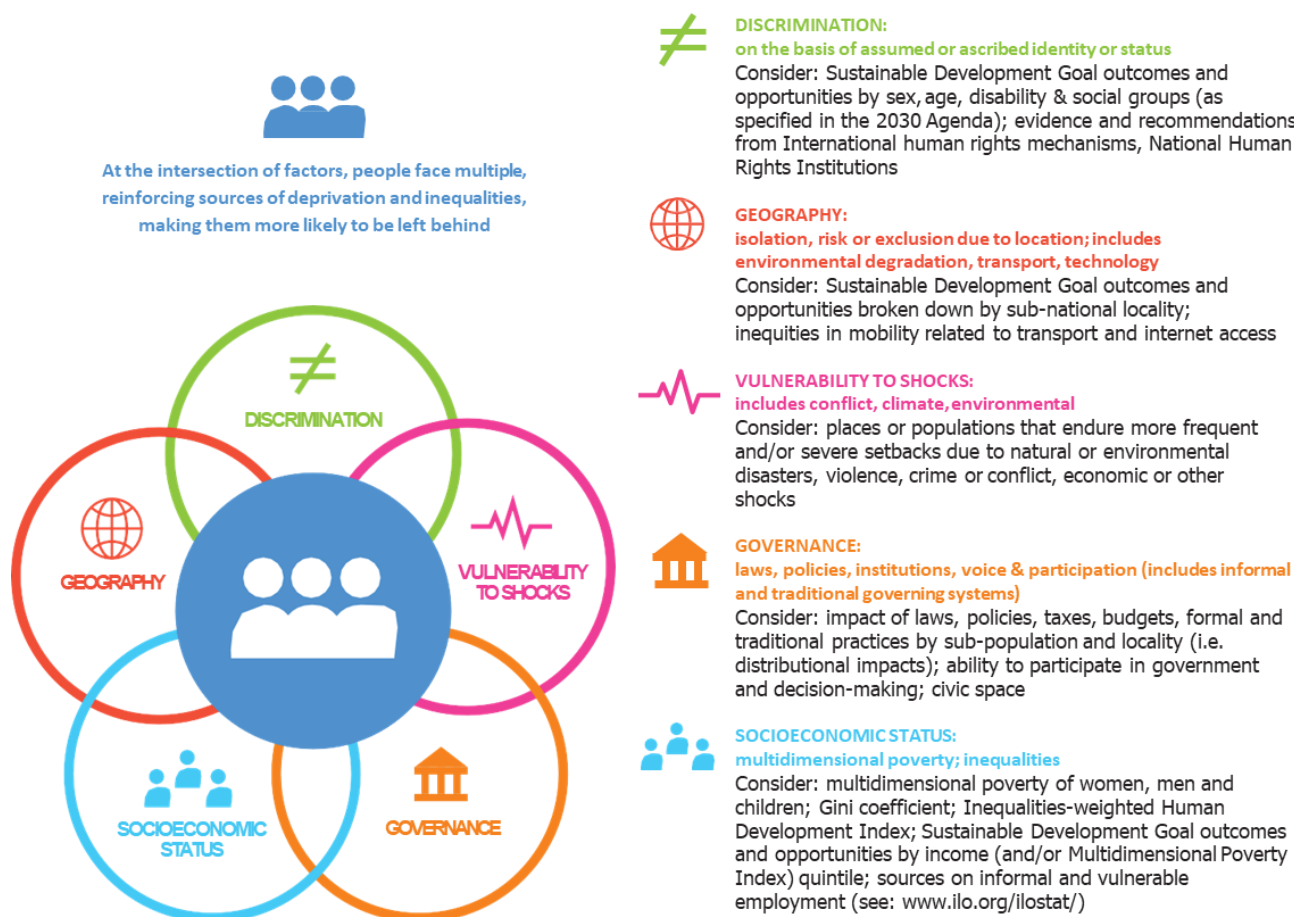 At the intersection of factors, people face multiple,
reinforcing sources of deprivation and inequalities,
making them more likely to be left behind
DISCRIMINATION
GEOGRAPHY
VULNERABILITY
TO SHOCKS
SOCIOECONOMIC
STATUS
GOVERNANCE
DISCRIMINATION:
on the basis of assumed or ascribed identity or status
Consider: Sustainable Development Goal outcomes and
opportunities by sex, age, disability & social groups (as
specified in the 2030 Agenda); evidence and recommendations
from International human rights mechanisms, National Human
Rights Institutions
GEOGRAPHY:
isolation, risk or exclusion due to location; includes
environmental degradation, transport, technology
Consider: Sustainable Development Goal outcomes and
opportunities broken down by sub-national locality;
inequities in mobility related to transport and internet access
VULNERABILITY TO SHOCKS:
includes conflict, climate, environmental
Consider: places or populations that endure more frequent
and/or severe setbacks due to natural or environmental
disasters, violence, crime or conflict, economic or other
shocks
GOVERNANCE:
laws, policies, institutions, voice & participation (includes informal
and traditional governing systems)
Consider: impact of laws, policies, taxes, budgets, formal and
traditional practices by sub-population and locality (i.e.
distributional impacts); ability to participate in government
and decision-making; civic space
SOCIOECONOMIC STATUS:
multidimensional poverty; inequalities
Consider: multidimensional poverty of women, men and
children; Gini coefficient; Inequalities-weighted Human
Development Index; Sustainable Development Goal outcomes
and opportunities by income (and/or Multidimensional Poverty
Index) quintile; sources on informal and vulnerable
employment (see: www.ilo.org/ilostat/)